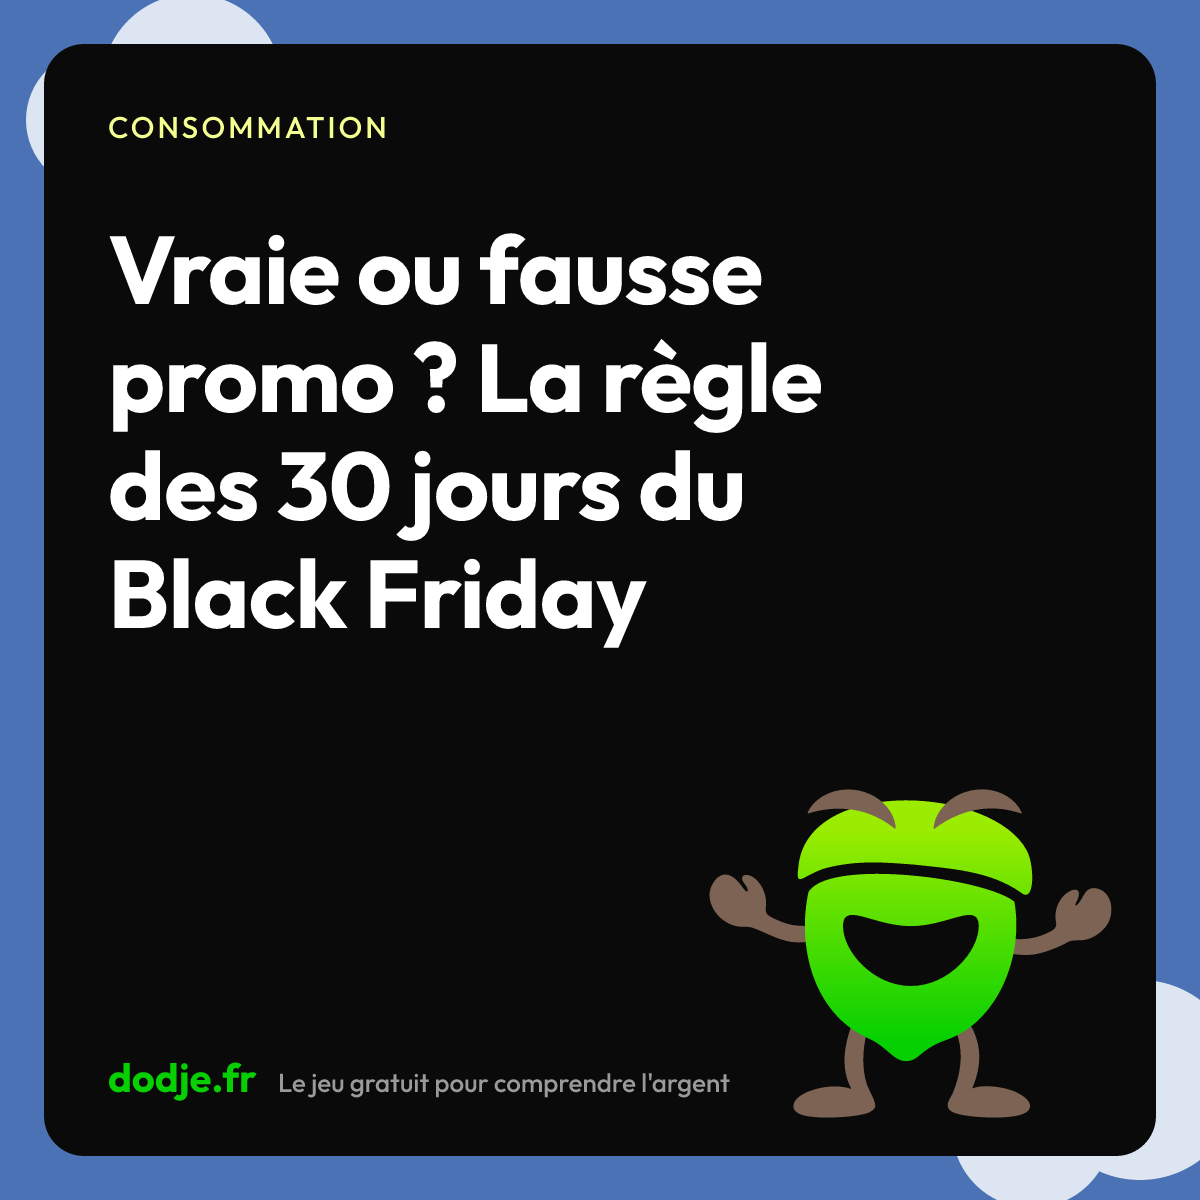 CONSOMMATION
Vraie ou fausse
promo ? La règle
des 30 jours du
Black Friday
dodje.fr Le jeu gratuit pour comprendre l'argent